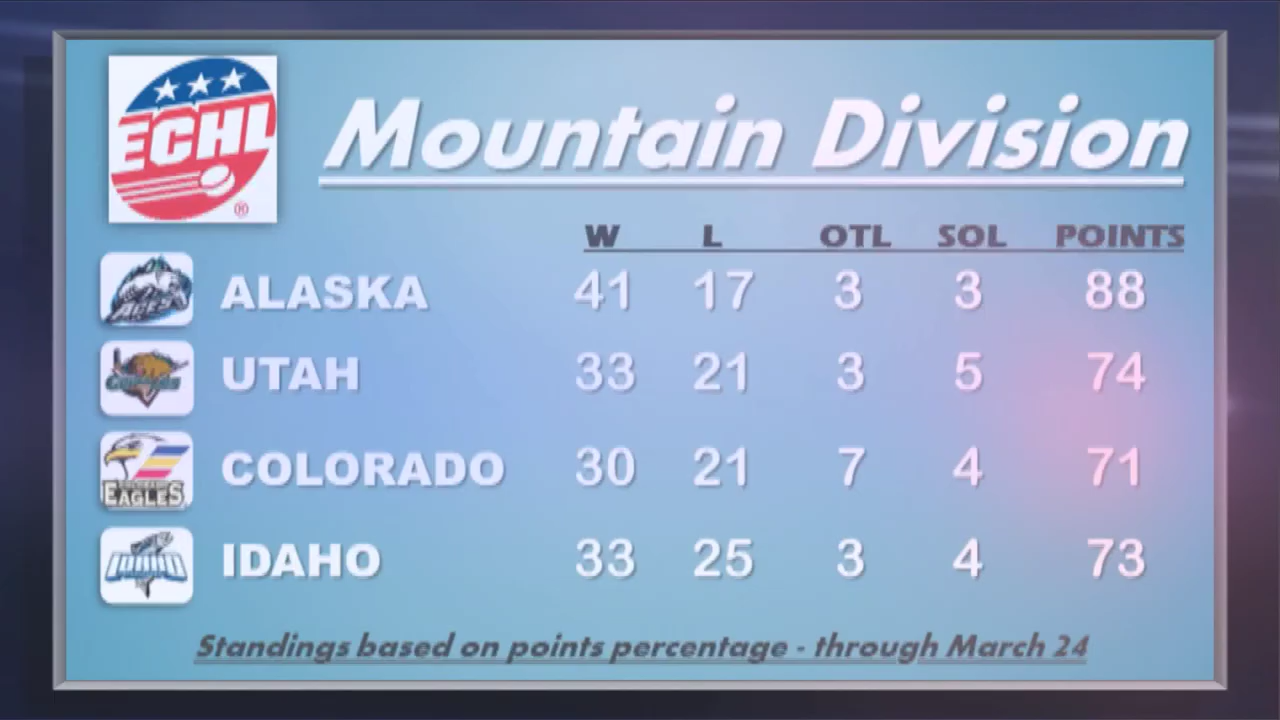 ECHL
®
Mountain Division
W L OTL SOL POINTS
ALASKA 41 17 3 3 88
UTAH 33 21 3 5 74
COLORADO 30 21 7 4 71
EAGLES
IDAHO 33 25 3 4 73
Standings based on points percentage - through March 24